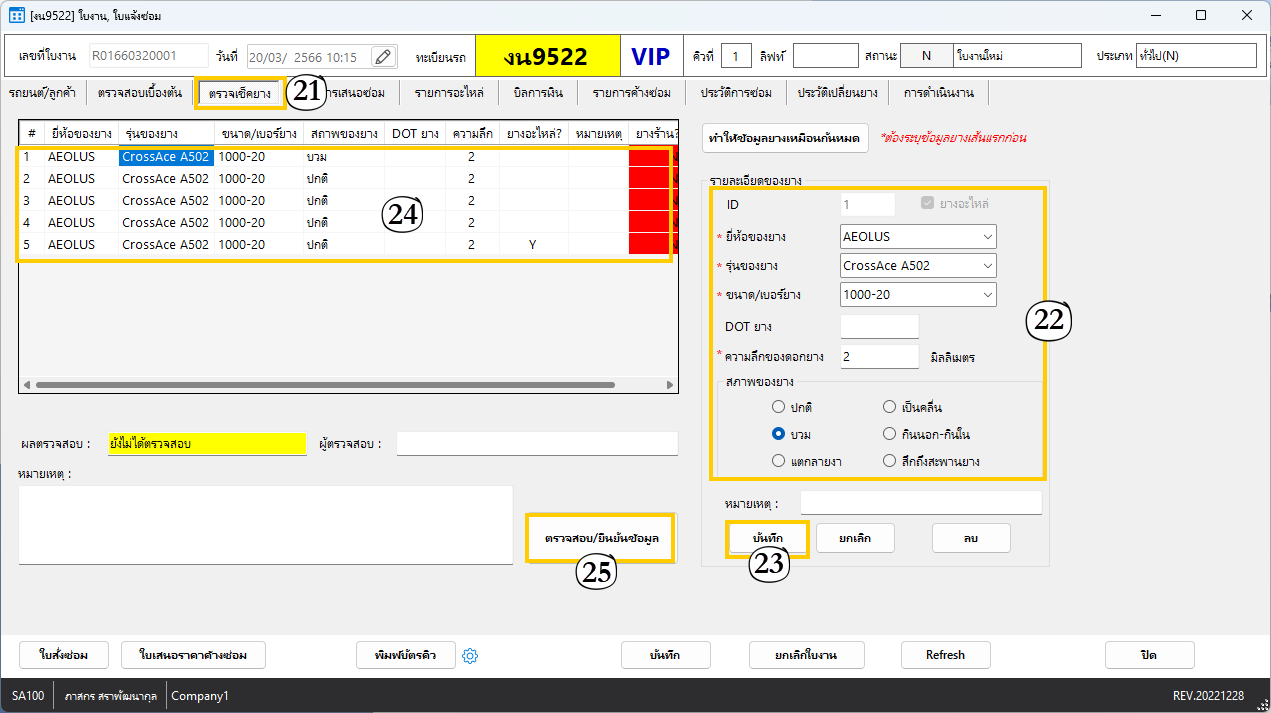 [งน9522] ใบงาน, ใบแจ้งซ่อม
เลขที่ใบงาน R01660320001 วันที่ 20/03/ 2566 10:15 ทะเบียนรถ งน9522 VIP คิวที่ 1 ลิฟท์ สถานะ N ใบงานใหม่ ประเภท ทั่วไป(N)
รถยนต์/ลูกค้า ตรวจสอบเบื้องต้น ตรวจเช็คยาง 21 ารเสนอซ่อม รายการอะไหล่ บิลการเงิน รายการค้างซ่อม ประวัติการซ่อม ประวัติเปลี่ยนยาง การดำเนินงาน
# ยี่ห้อของยาง รุ่นของยาง ขนาด/เบอร์ยาง สภาพของยาง DOT ยาง ความลึก ยางอะไหล่? หมายเหตุ ยางร้าน?
1 AEOLUS CrossAce A502 1000-20 บวม 2
2 AEOLUS CrossAce A502 1000-20 ปกติ 2
3 AEOLUS CrossAce A502 1000-20 ปกติ 2
4 AEOLUS CrossAce A502 1000-20 ปกติ 2
5 AEOLUS CrossAce A502 1000-20 ปกติ 2 Y
24
ทำให้ข้อมูลยางเหมือนกันหมด *ต้องระบุข้อมูลยางเส้นแรกก่อน
รายละเอียดของยาง
ID 1 ยางอะไหล่
* ยี่ห้อของยาง AEOLUS
* รุ่นของยาง CrossAce A502
* ขนาด/เบอร์ยาง 1000-20
22
DOT ยาง
* ความลึกของดอกยาง 2 มิลลิเมตร
สภาพของยาง
ปกติ เป็นคลื่น
บวม กินนอก-กินใน
แตกลายงา สึกถึงสะพานยาง
หมายเหตุ :
บันทึก ยกเลิก ลบ
23
ผลตรวจสอบ : ยังไม่ได้ตรวจสอบ ผู้ตรวจสอบ :
หมายเหตุ :
ตรวจสอบ/ยืนยันข้อมูล
25
ใบสั่งซ่อม ใบเสนอราคาค้างซ่อม พิมพ์บัตรคิว บันทึก ยกเลิกใบงาน Refresh ปิด
SA100 ภาสกร สราพัฒนากุล Company1 REV.20221228